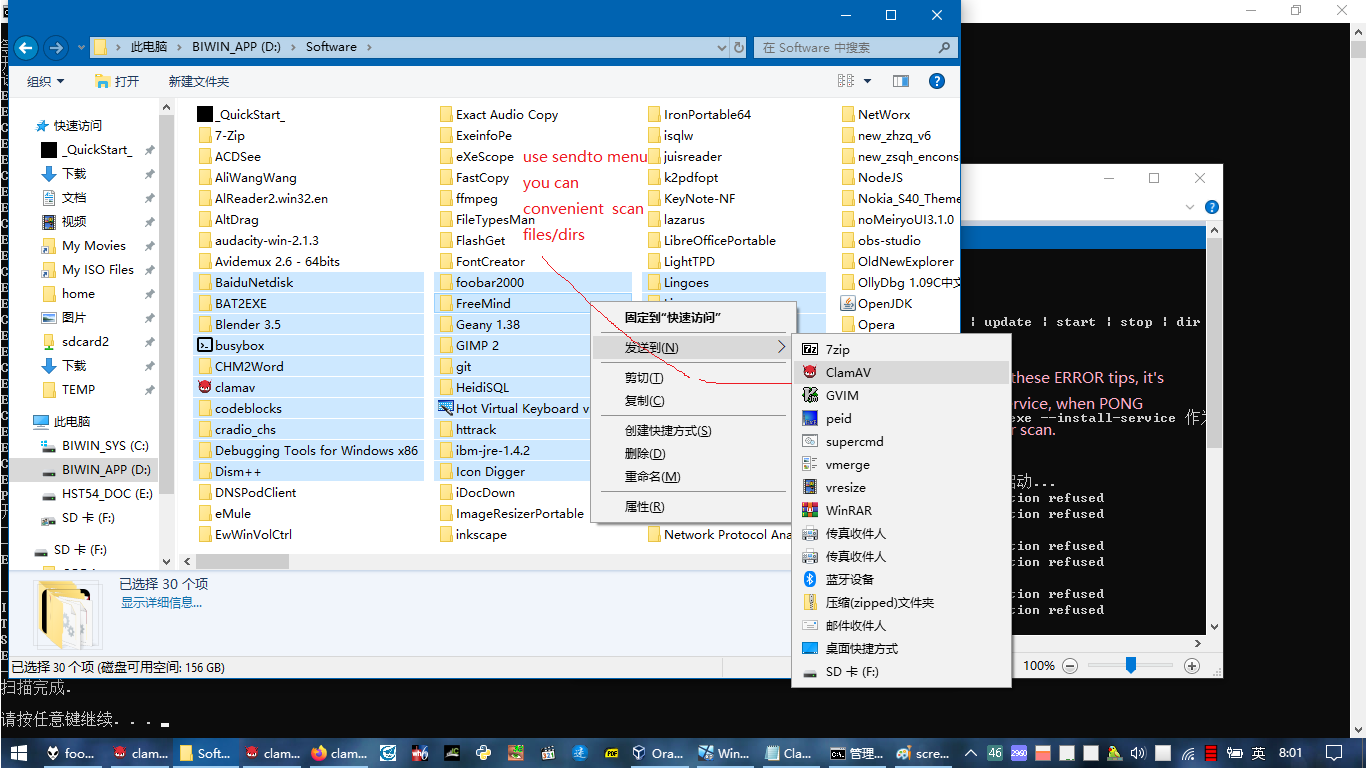 此电脑 > BIWIN_APP (D:) > Software >
在 Software 中搜索
组织
打开
新建文件夹
快速访问
_QuickStart_
下载
文档
视频
My Movies
My ISO Files
home
图片
sdcard2
下载
TEMP
此电脑
BIWIN_SYS (C:)
BIWIN_APP (D:)
HST54_DOC (E:)
SD 卡 (F:)
SD 卡 (F:)
_QuickStart_
7-Zip
ACDSee
AliWangWang
AlReader2.win32.en
AltDrag
audacity-win-2.1.3
Avidemux 2.6 - 64bits
BaiduNetdisk
BAT2EXE
Blender 3.5
busybox
CHM2Word
clamav
codeblocks
cradio_chs
Debugging Tools for Windows x86
Dism++
DNSPodClient
eMule
EwWinVolCtrl
Exact Audio Copy
ExeinfoPe
eXeScope
FastCopy
ffmpeg
FileTypesMan
FlashGet
FontCreator
foobar2000
FreeMind
Geany 1.38
GIMP 2
git
HeidiSQL
Hot Virtual Keyboard v
httrack
ibm-jre-1.4.2
Icon Digger
iDocDown
ImageResizerPortable
inkscape
IronPortable64
isqlw
juisreader
k2pdfopt
KeyNote-NF
lazarus
LibreOfficePortable
LightTPD
Lingoes
Network Protocol Ana
NetWorx
new_zhzq_v6
new_zsqh_encons
NodeJS
Nokia_S40_Theme
noMeiryoUI3.1.0
obs-studio
OldNewExplorer
OllyDbg 1.09C中文
OpenJDK
Opera
use sendto menu
you can
convenient scan
files/dirs
固定到"快速访问"
发送到(N)
剪切(T)
复制(C)
创建快捷方式(S)
删除(D)
重命名(M)
属性(R)
7zip
ClamAV
GVIM
peid
supercmd
vmerge
vresize
WinRAR
传真收件人
传真收件人
蓝牙设备
压缩(zipped)文件夹
邮件收件人
桌面快捷方式
SD 卡 (F:)
| update | start | stop | dir
these ERROR tips, it's
rvice, when PONG
exe --install-service 作为
r scan.
动...
tion refused
tion refused
tion refused
tion refused
tion refused
tion refused
100%
已选择 30 个项
显示详细信息...
已选择 30 个项 (磁盘可用空间: 156 GB)
扫描完成.
请按任意键继续. . .
foo...
clam...
Soft...
clam...
clam...
Ora...
Win...
Cla...
管理...
scre...
46
2960
英
8:01